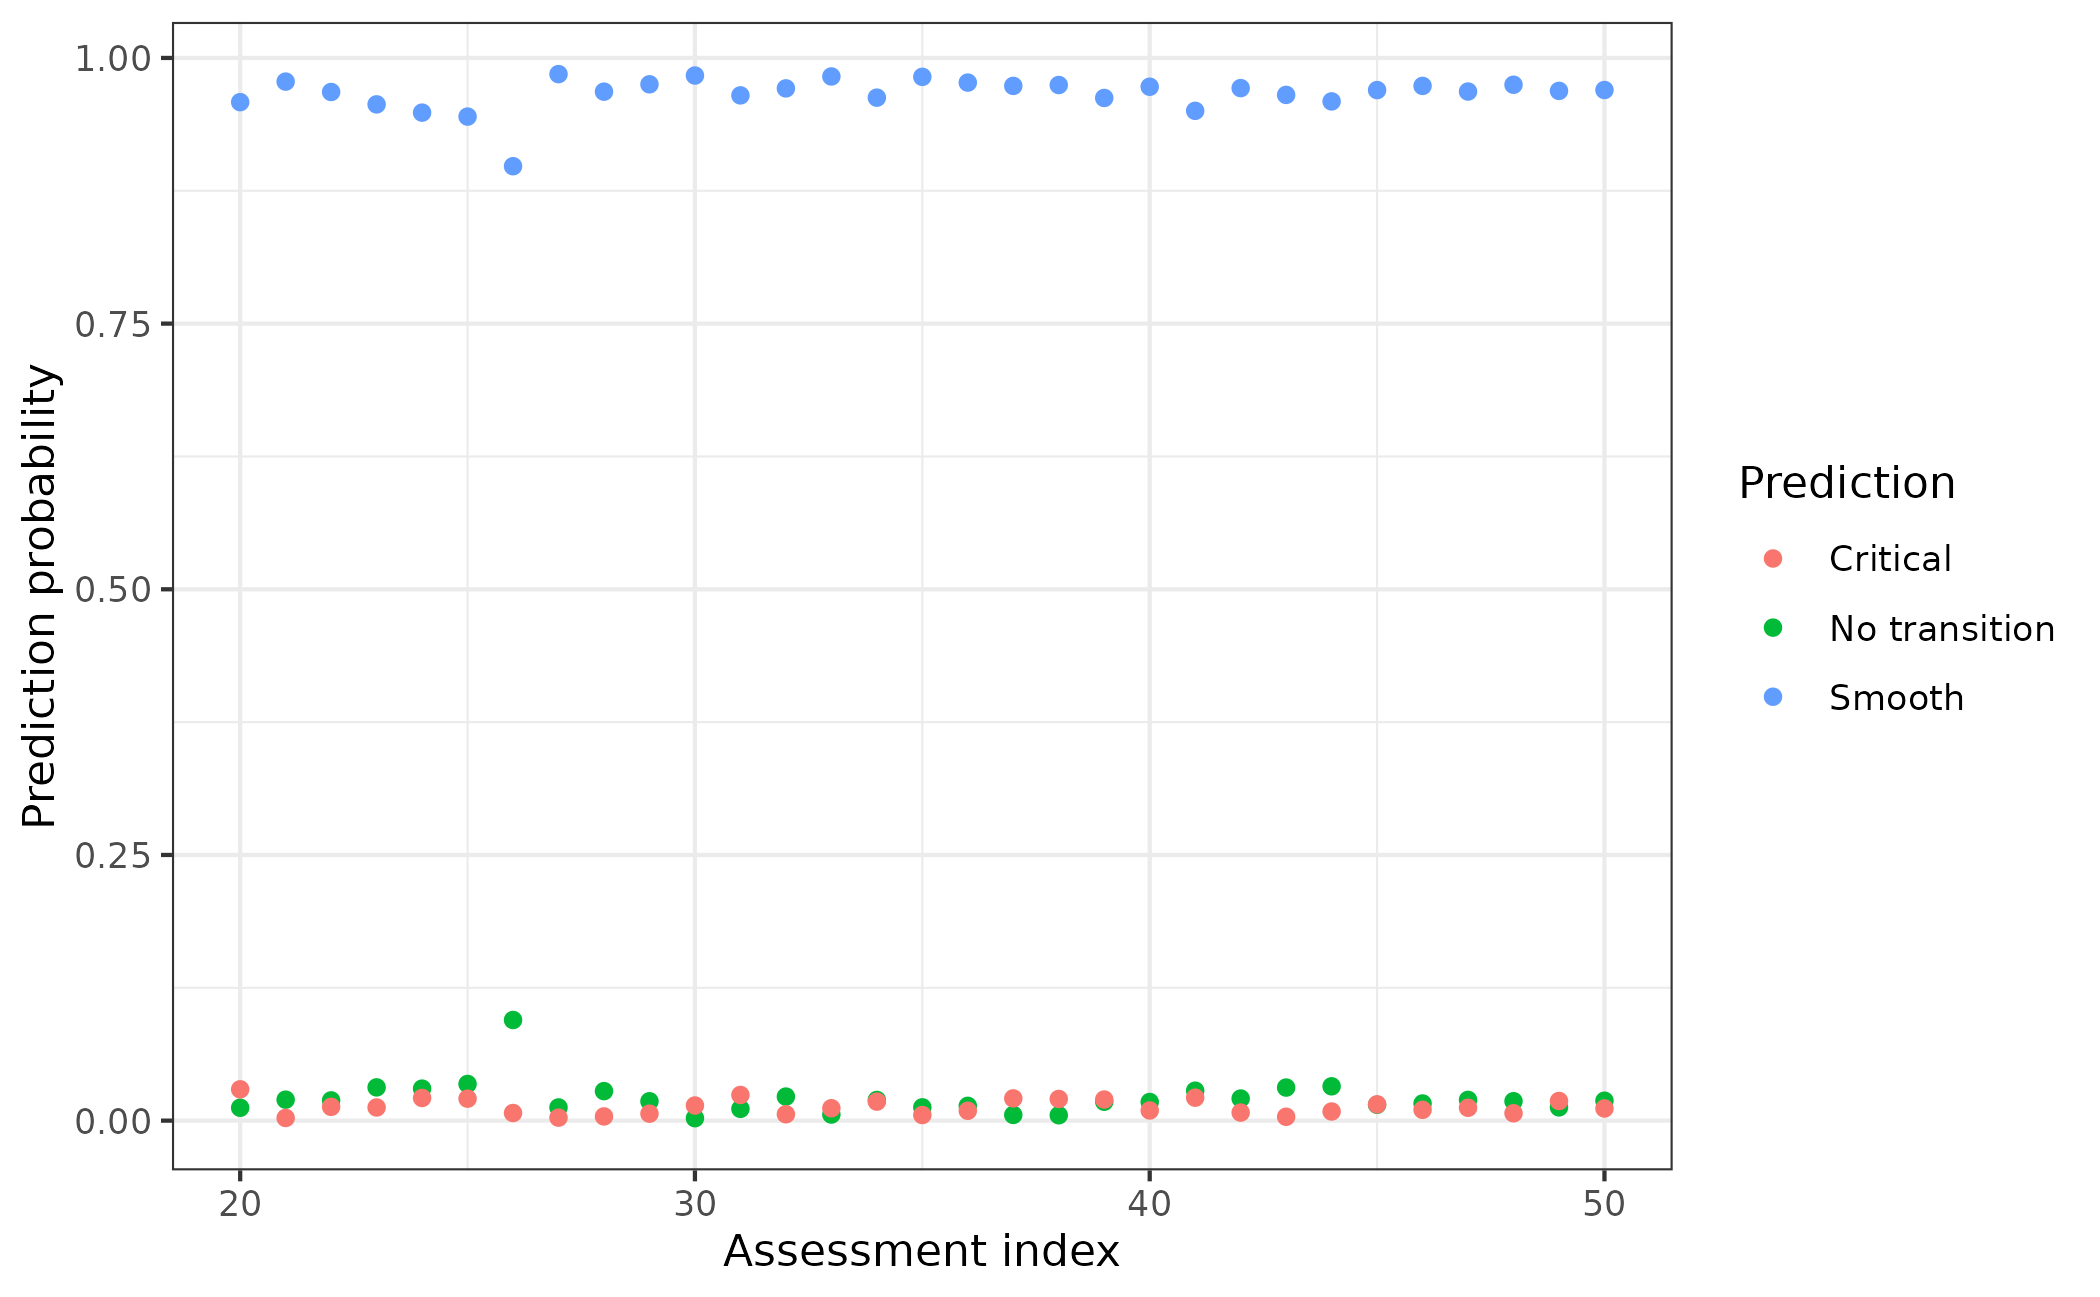 1.00
0.75
0.50
0.25
0.00
Prediction probability
20 30 40 50
Assessment index
Prediction
Critical
No transition
Smooth